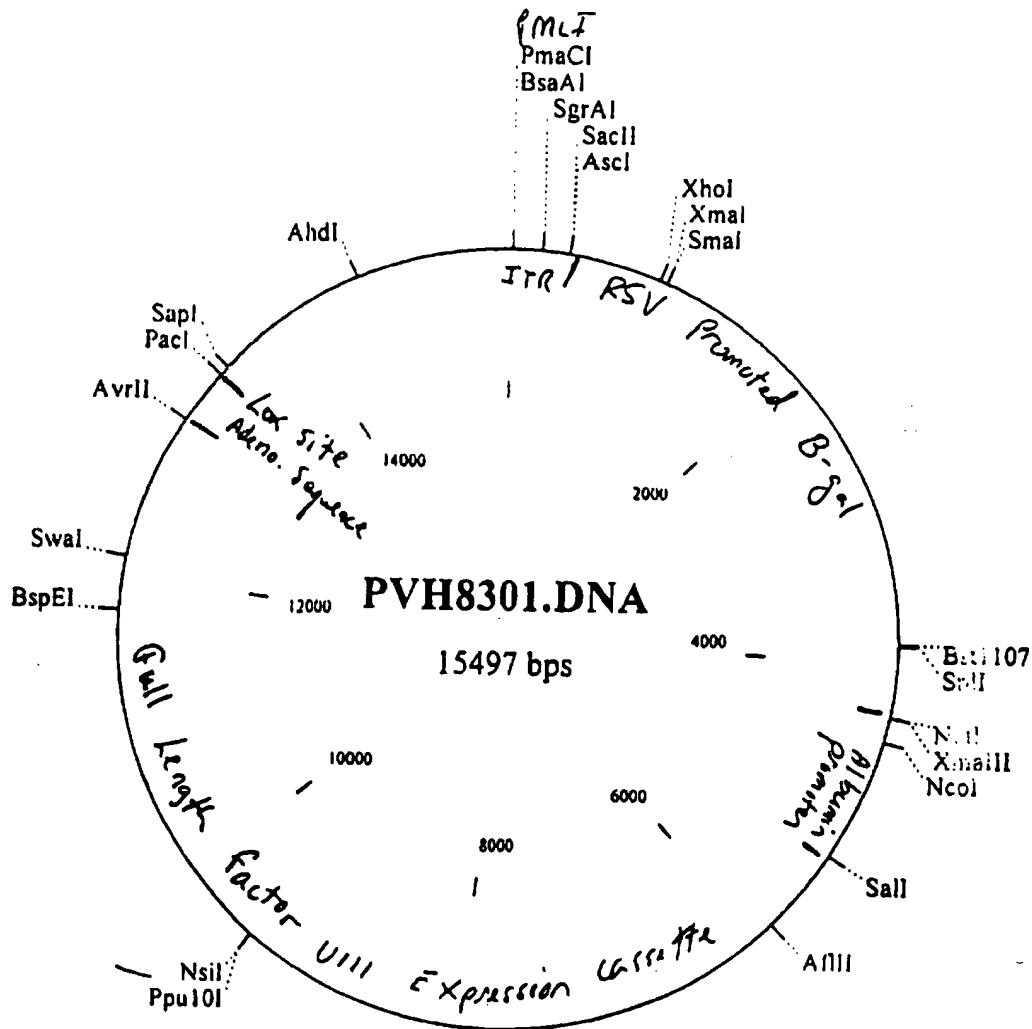 PmlI
PmaCI
BsaAI
SgrAI
SacII
AscI
XhoI
XmaI
SmaI
AhdI
SapI
PacI
AvrII
SwaI
BspEI
ITR
RSV Promoted B-gal
Lox site
Adeno. Sequence
14000
2000
12000
PVH8301.DNA
15497 bps
4000
XmaIII
NcoI
Albumin
promoter
10000
6000
8000
SalI
AflII
Full Length Factor VIII Expression cassette
NsiI
Ppu10I